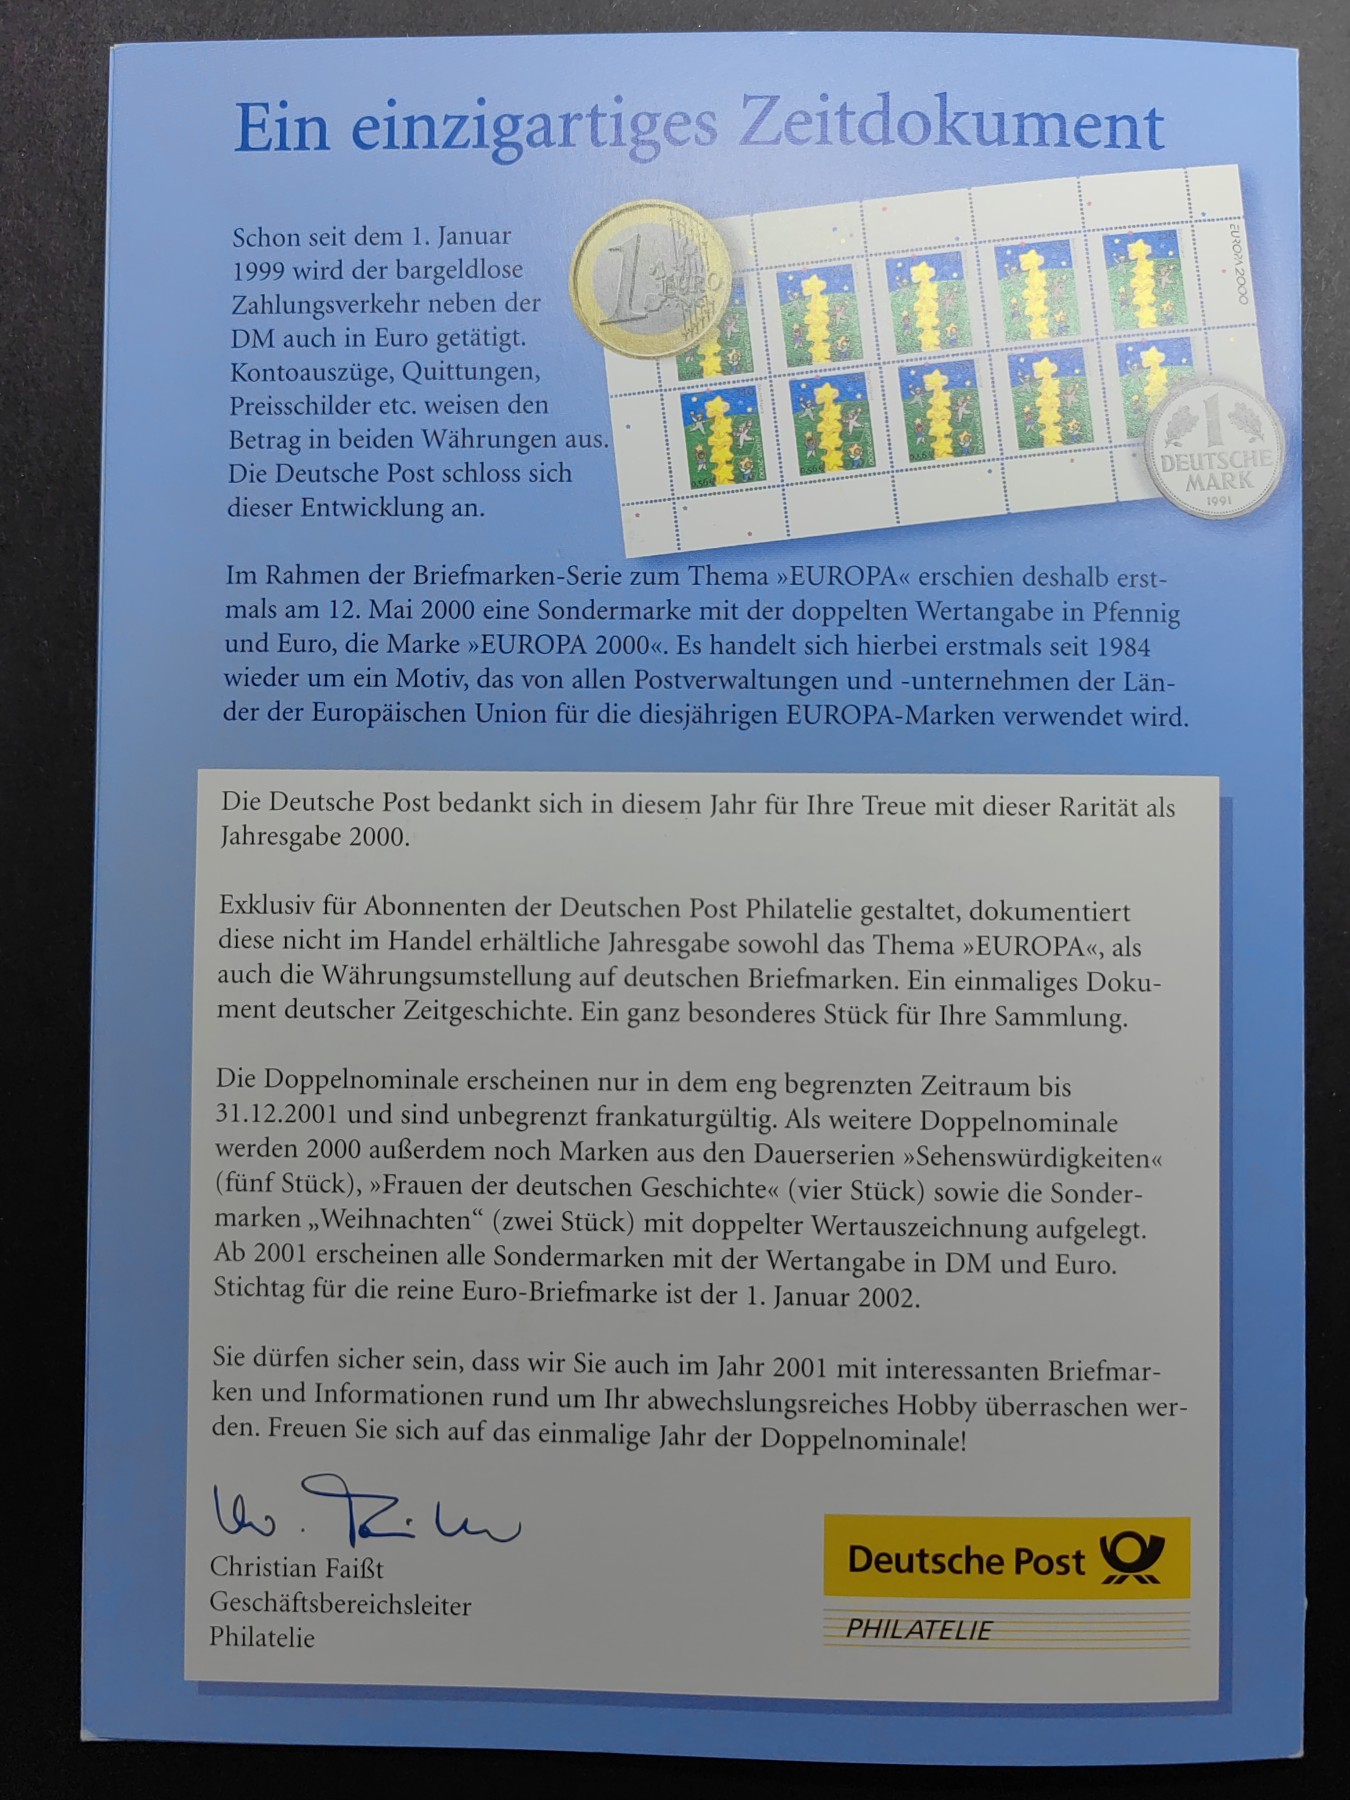 Ein einzigartiges Zeitdokument
Schon seit dem 1. Januar
1999 wird der bargeldlose
Zahlungsverkehr neben der
DM auch in Euro getätigt.
Kontoauszüge, Quittungen,
Preisschilder etc. weisen den
Betrag in beiden Währungen aus.
Die Deutsche Post schloss sich
dieser Entwicklung an.
1 EURO
EUROPA 2000
1
DEUTSCHE
MARK
1991
Im Rahmen der Briefmarken-Serie zum Thema »EUROPA« erschien deshalb erst-
mals am 12. Mai 2000 eine Sondermarke mit der doppelten Wertangabe in Pfennig
und Euro, die Marke »EUROPA 2000«. Es handelt sich hierbei erstmals seit 1984
wieder um ein Motiv, das von allen Postverwaltungen und -unternehmen der Län-
der der Europäischen Union für die diesjährigen EUROPA-Marken verwendet wird.
Die Deutsche Post bedankt sich in diesem Jahr für Ihre Treue mit dieser Rarität als
Jahresgabe 2000.
Exklusiv für Abonnenten der Deutschen Post Philatelie gestaltet, dokumentiert
diese nicht im Handel erhältliche Jahresgabe sowohl das Thema »EUROPA«, als
auch die Währungsumstellung auf deutschen Briefmarken. Ein einmaliges Doku-
ment deutscher Zeitgeschichte. Ein ganz besonderes Stück für Ihre Sammlung.
Die Doppelnominale erscheinen nur in dem eng begrenzten Zeitraum bis
31.12.2001 und sind unbegrenzt frankaturgültig. Als weitere Doppelnominale
werden 2000 außerdem noch Marken aus den Dauerserien »Sehenswürdigkeiten«
(fünf Stück), »Frauen der deutschen Geschichte« (vier Stück) sowie die Sonder-
marken „Weihnachten“ (zwei Stück) mit doppelter Wertauszeichnung aufgelegt.
Ab 2001 erscheinen alle Sondermarken mit der Wertangabe in DM und Euro.
Stichtag für die reine Euro-Briefmarke ist der 1. Januar 2002.
Sie dürfen sicher sein, dass wir Sie auch im Jahr 2001 mit interessanten Briefmar-
ken und Informationen rund um Ihr abwechslungsreiches Hobby überraschen wer-
den. Freuen Sie sich auf das einmalige Jahr der Doppelnominale!
Christian Faißt
Geschäftsbereichsleiter
Philatelie
Deutsche Post
PHILATELIE